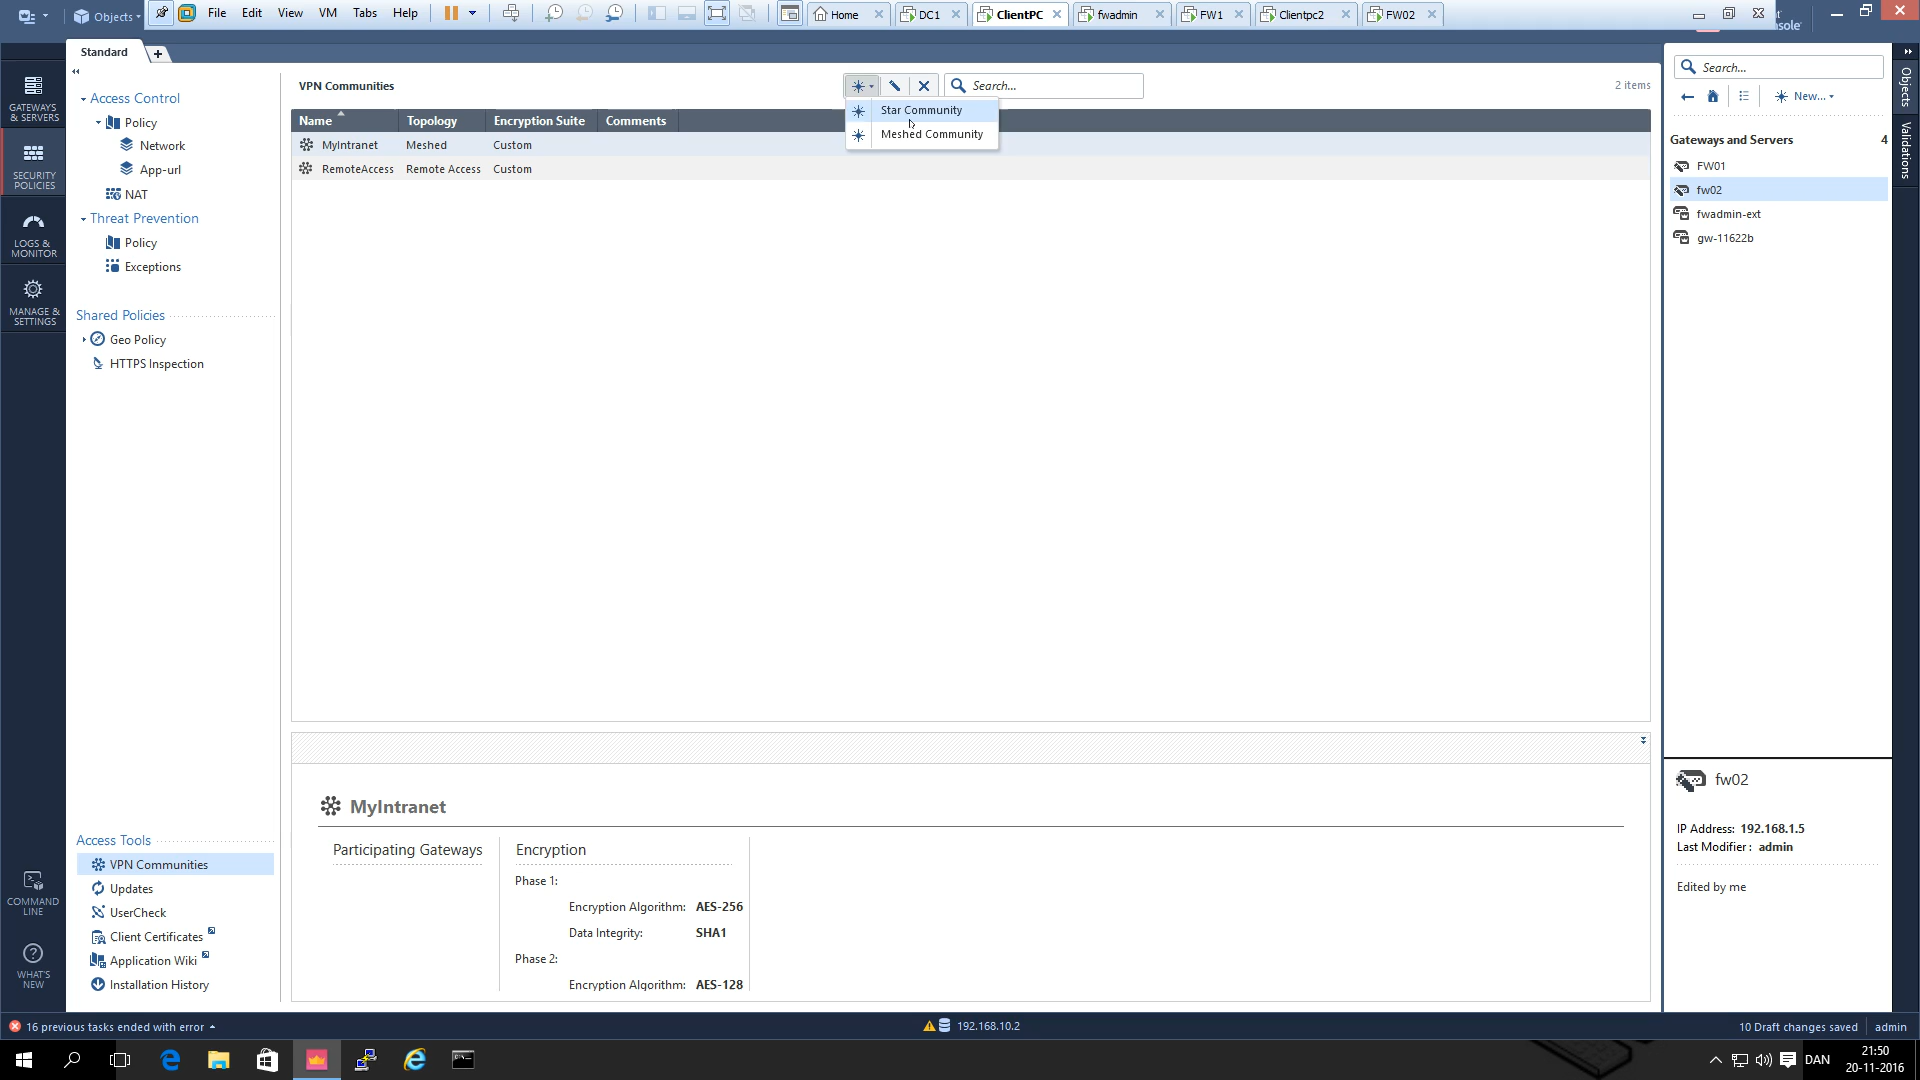 Objects
File
Edit
View
VM
Tabs
Help
Home
DC1
ClientPC
fwadmin
FW1
Clientpc2
FW02
Standard
GATEWAYS
& SERVERS
SECURITY
POLICIES
LOGS &
MONITOR
MANAGE &
SETTINGS
COMMAND
LINE
WHAT'S
NEW
Access Control
Policy
Network
App-url
NAT
Threat Prevention
Policy
Exceptions
Shared Policies
Geo Policy
HTTPS Inspection
Access Tools
VPN Communities
Updates
UserCheck
Client Certificates
Application Wiki
Installation History
VPN Communities
Search...
2 items
Star Community
Meshed Community
Name Topology Encryption Suite Comments
MyIntranet Meshed Custom
RemoteAccess Remote Access Custom
MyIntranet
Participating Gateways
Encryption
Phase 1:
Encryption Algorithm: AES-256
Data Integrity: SHA1
Phase 2:
Encryption Algorithm: AES-128
Search...
New...
Gateways and Servers 4
FW01
fw02
fwadmin-ext
gw-11622b
Objects
Validations
fw02
IP Address: 192.168.1.5
Last Modifier: admin
Edited by me
16 previous tasks ended with error
192.168.10.2
10 Draft changes saved
admin
DAN
21:50
20-11-2016